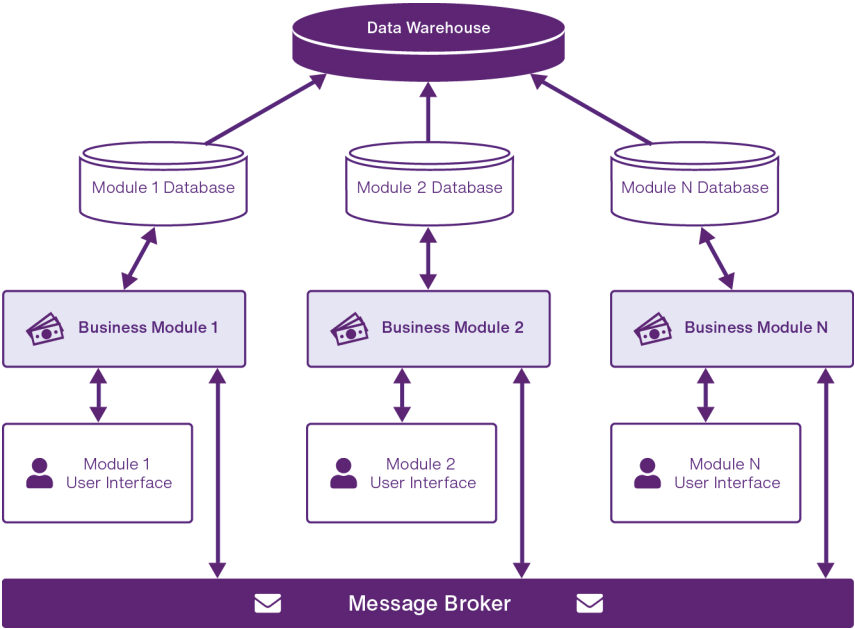 Data Warehouse
Module 1 Database
Module 2 Database
Module N Database
Business Module 1
Business Module 2
Business Module N
Module 1
User Interface
Module 2
User Interface
Module N
User Interface
Message Broker